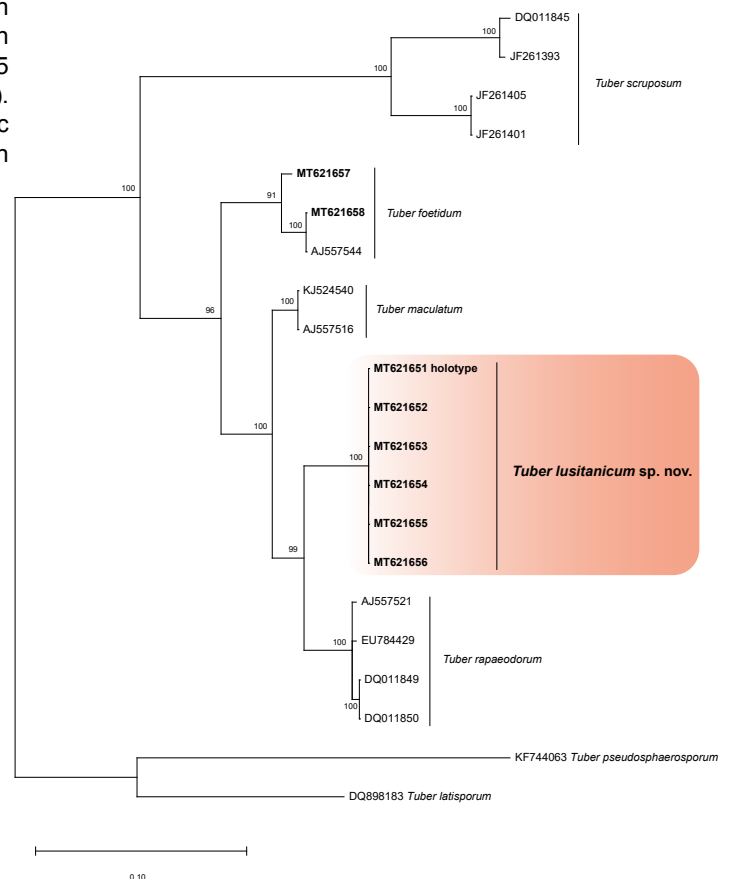 n
n
5
).
c
n
DQ011845
100
JF261393
100
Tuber scruposum
JF261405
100
JF261401
MT621657
100
91
MT621658
Tuber foetidum
100
AJ557544
KJ524540
100
Tuber maculatum
96
AJ557516
MT621651 holotype
MT621652
100
MT621653
100
Tuber lusitanicum sp. nov.
MT621654
MT621655
99
MT621656
AJ557521
100
EU784429
Tuber rapaeodorum
DQ011849
100
DQ011850
KF744063 Tuber pseudosphaerosporum
DQ898183 Tuber latisporum
0.10